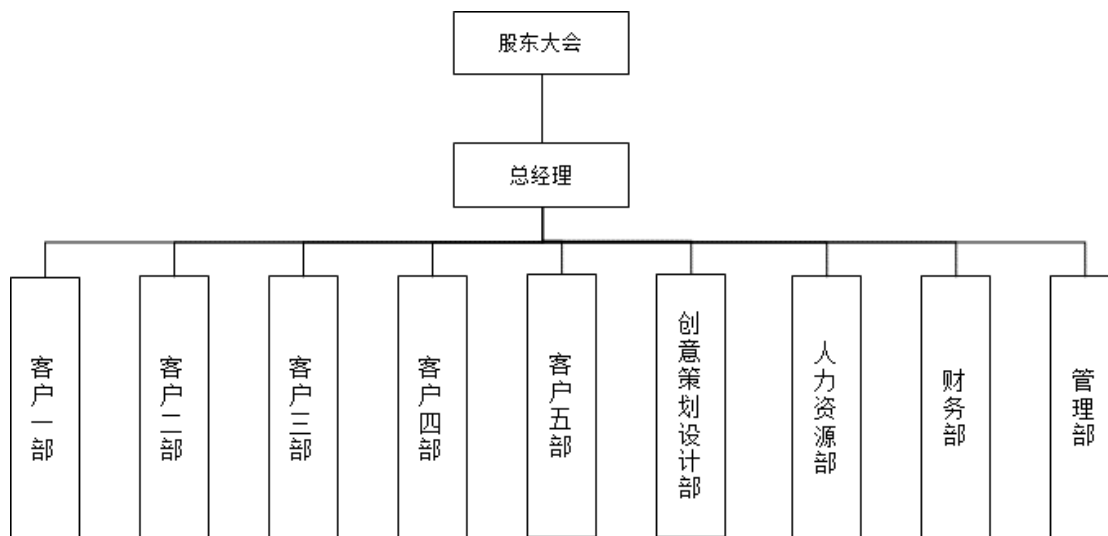 股东大会
总经理
客户一部
客户二部
客户三部
客户四部
客户五部
创意策划设计部
人力资源部
财务部
管理部